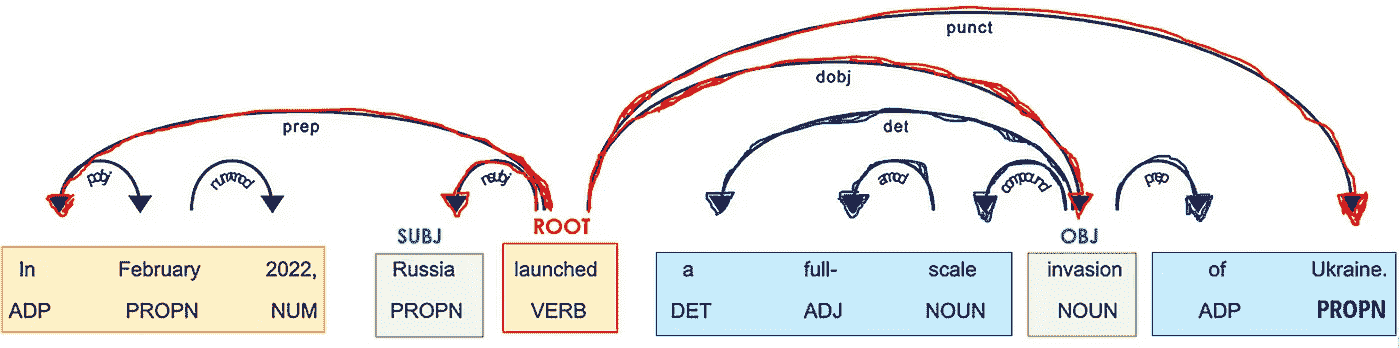 punct
dobj
prep det
pobj nummod nsubj amod compound prep
SUBJ ROOT OBJ
In February 2022, Russia launched a full- scale invasion of Ukraine.
ADP PROPN NUM PROPN VERB DET ADJ NOUN NOUN ADP PROPN